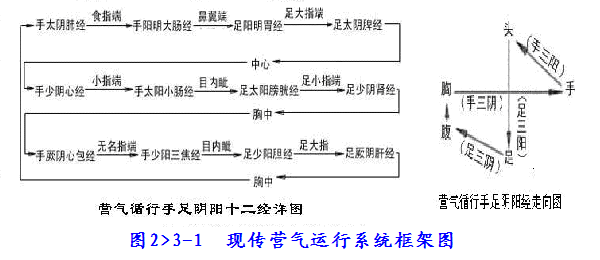 手太阴肺经 食指端 手阳明大肠经 鼻翼端 足阳明胃经 足大指端 足太阴脾经
中心
手少阴心经 小指端 手太阳小肠经 目内眦 足太阳膀胱经 足小指端 足少阴肾经
胸中
手厥阴心包经 无名指端 手少阳三焦经 目内眦 足少阳胆经 足大指 足厥阴肝经
胸中
营气循行手足阴阳十二经详图
头
(手三阳)
胸
手
(手三阴)
(足三阳)
腹
(足三阴)
足
营气循行手足阴阳经走向图
图2>3-1 现传营气运行系统框架图